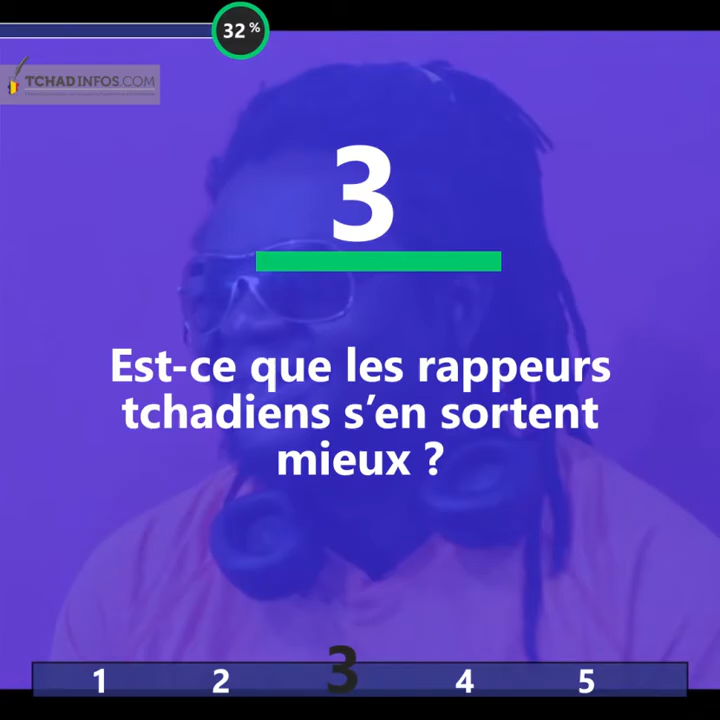 32 %
TCHADINFOS.COM
3
Est-ce que les rappeurs
tchadiens s’en sortent
mieux ?
1 2 3 4 5